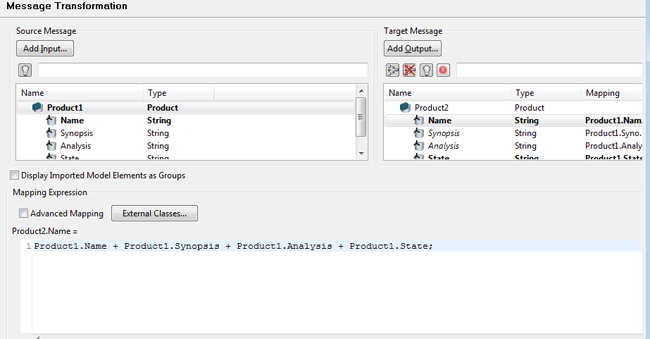 Message Transformation
Source Message
Target Message
Add Input...
Add Output...
Name Type
Name Type Mapping
Product1 Product
Product2 Product
Name String
Name String Product1.Nam...
Synopsis String
Synopsis String Product1.Syno...
Analysis String
Analysis String Product1.Analy
State String
State String Product1.State
Display Imported Model Elements as Groups
Mapping Expression
Advanced Mapping External Classes...
Product2.Name =
1 Product1.Name + Product1.Synopsis + Product1.Analysis + Product1.State;